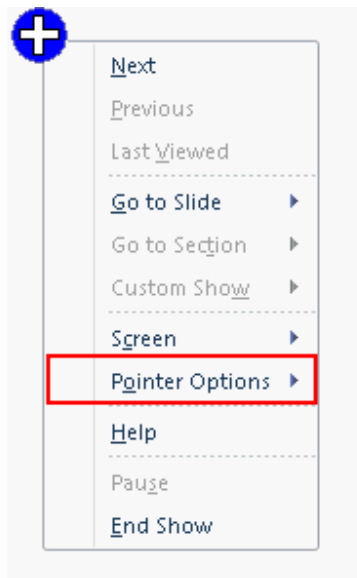 Next
Previous
Last Viewed
Go to Slide
Go to Section
Custom Show
Screen
Pointer Options
Help
Pause
End Show